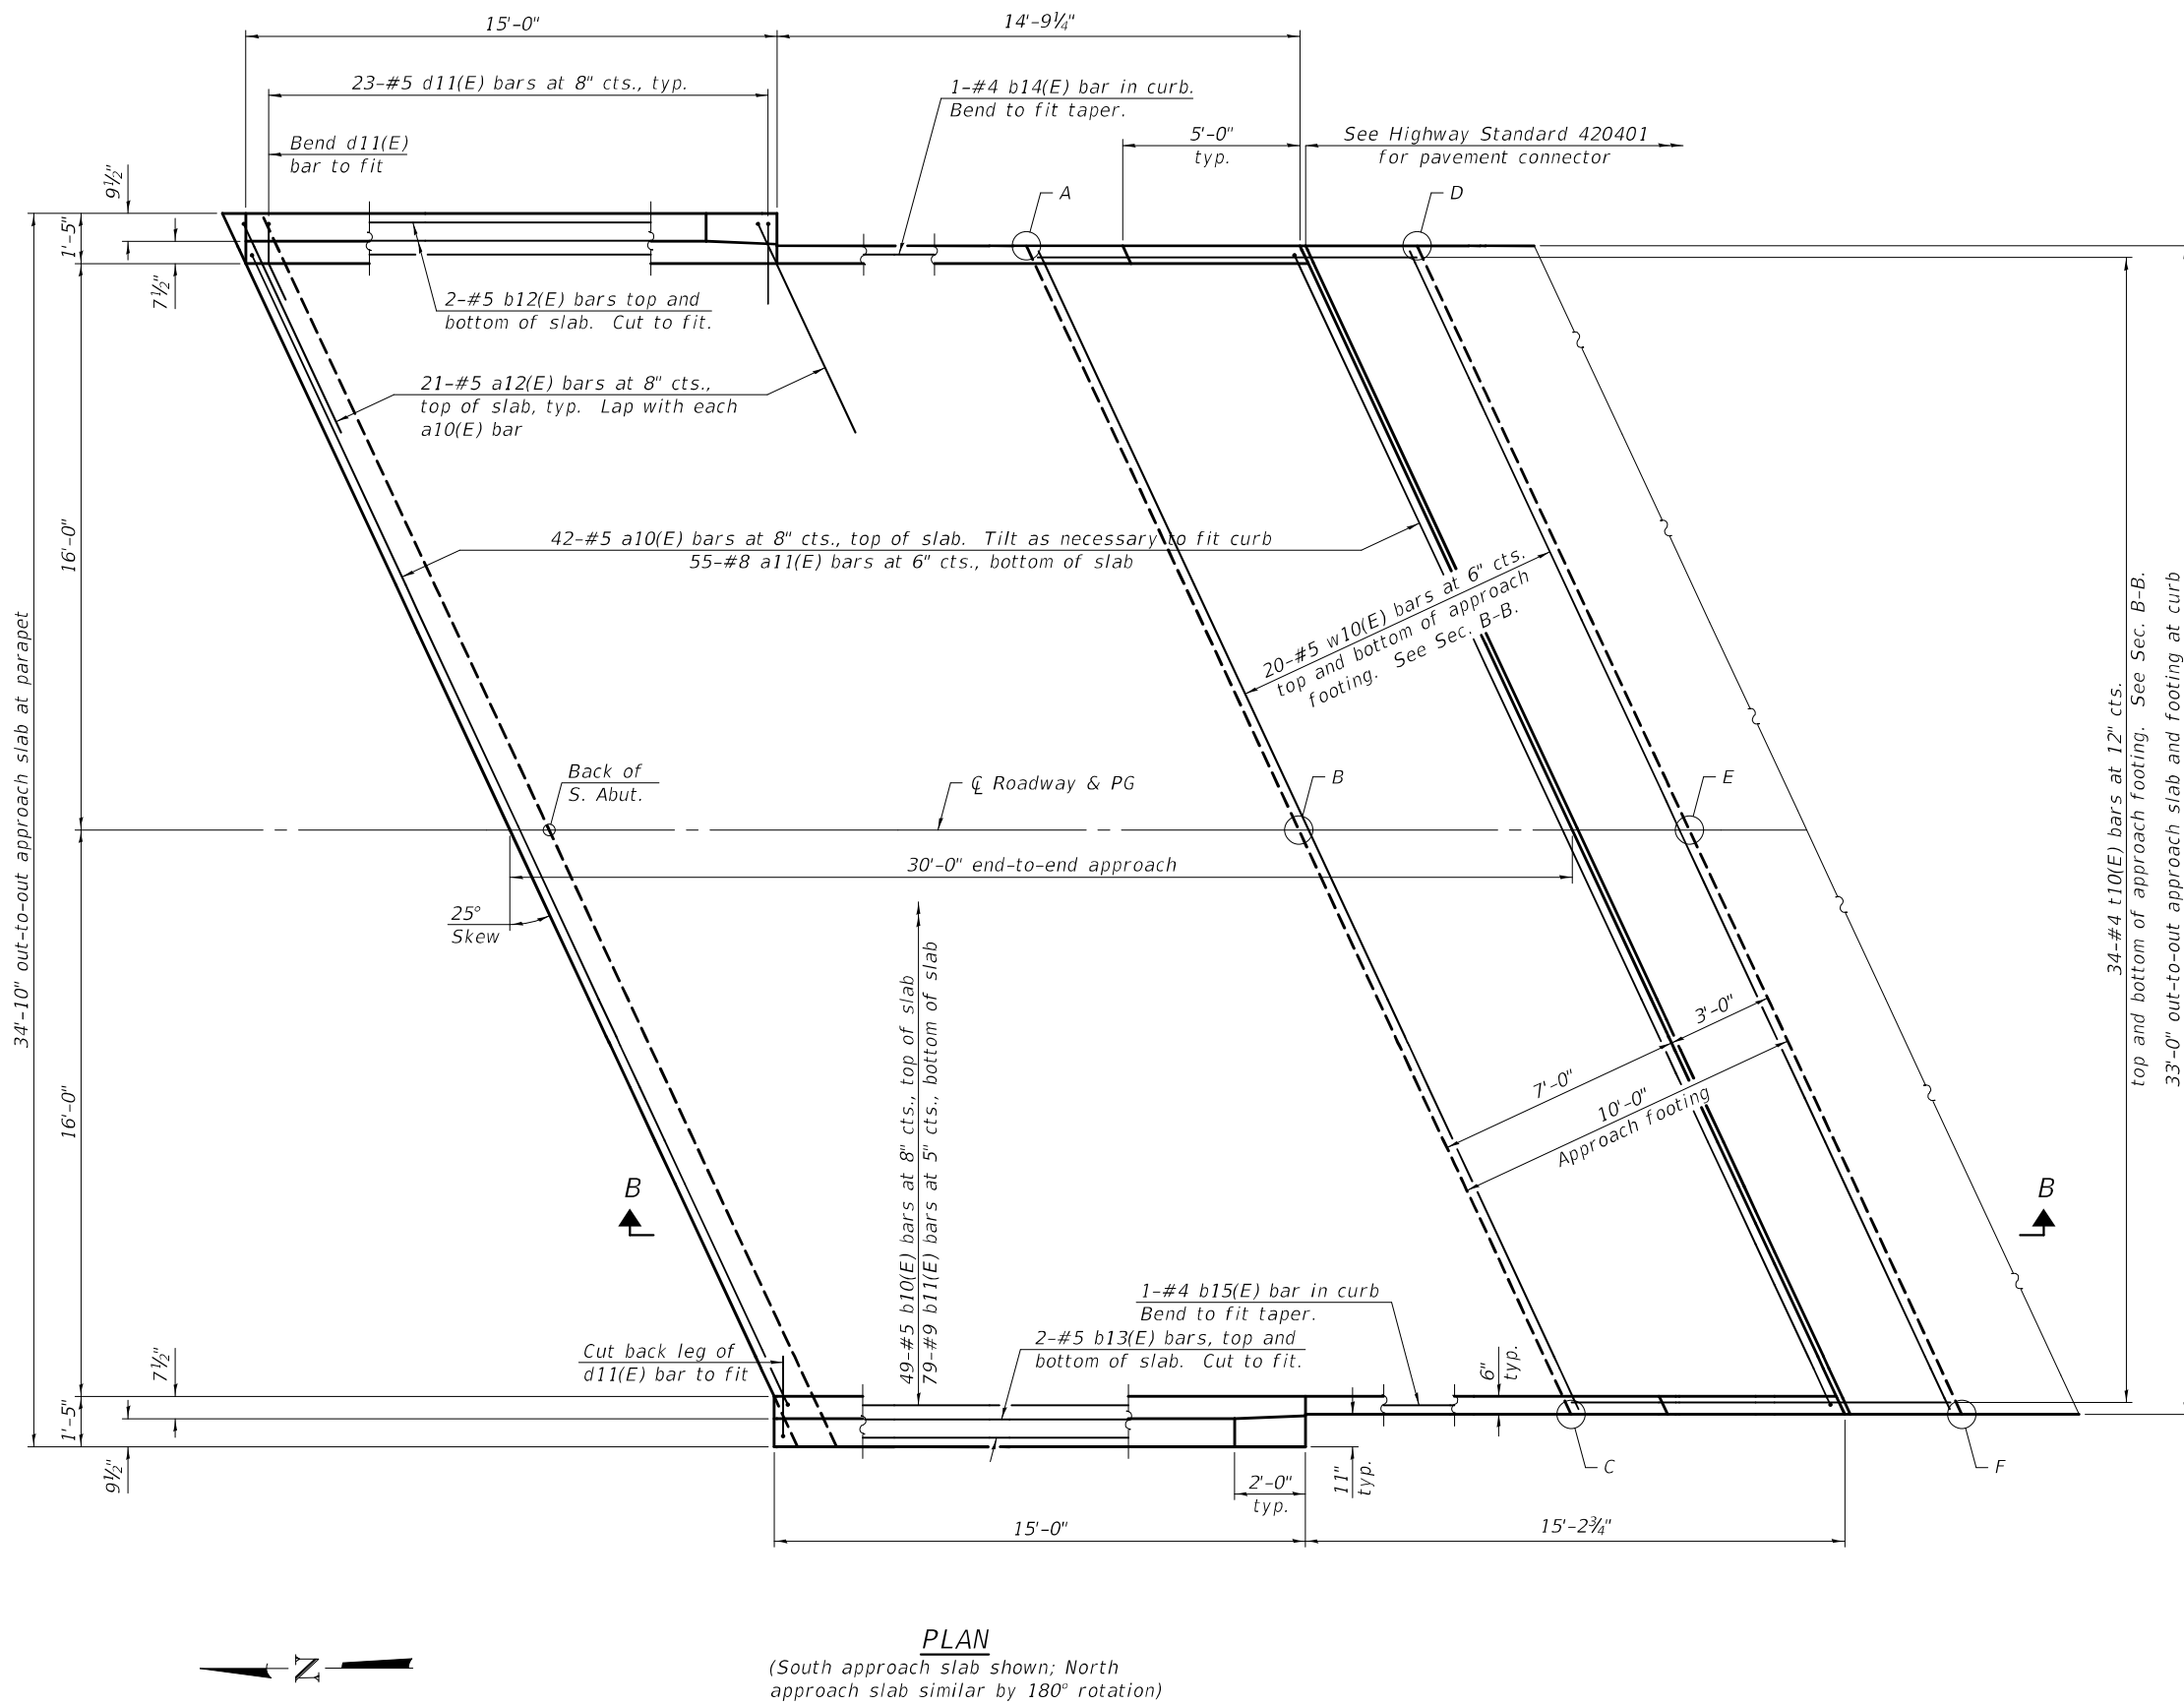 15'-0"
14'-9¼"
23-#5 d11(E) bars at 8" cts., typ.
1-#4 b14(E) bar in curb.
Bend to fit taper.
5'-0"
typ.
See Highway Standard 420401
for pavement connector
Bend d11(E)
bar to fit
9½"
1'-5"
7½"
A
D
2-#5 b12(E) bars top and
bottom of slab. Cut to fit.
21-#5 a12(E) bars at 8" cts.,
top of slab, typ. Lap with each
a10(E) bar
16'-0"
42-#5 a10(E) bars at 8" cts., top of slab. Tilt as necessary to fit curb
55-#8 a11(E) bars at 6" cts., bottom of slab
20-#5 w10(E) bars at 6" cts.
top and bottom of approach
footing. See Sec. B-B.
34'-10" out-to-out approach slab at parapet
34-#4 t10(E) bars at 12" cts.
top and bottom of approach footing. See Sec. B-B.
33'-0" out-to-out approach slab and footing at curb
Back of
S. Abut.
℄ Roadway & PG
B
E
30'-0" end-to-end approach
25°
Skew
49-#5 b10(E) bars at 8" cts., top of slab
79-#9 b11(E) bars at 5" cts., bottom of slab
3'-0"
7'-0"
10'-0"
Approach footing
16'-0"
B
B
1-#4 b15(E) bar in curb
Bend to fit taper.
2-#5 b13(E) bars, top and
bottom of slab. Cut to fit.
Cut back leg of
d11(E) bar to fit
6"
typ.
7½"
1'-5"
9½"
2'-0"
typ.
11"
typ.
C
F
15'-0"
15'-2¾"
N
PLAN
(South approach slab shown; North
approach slab similar by 180° rotation)